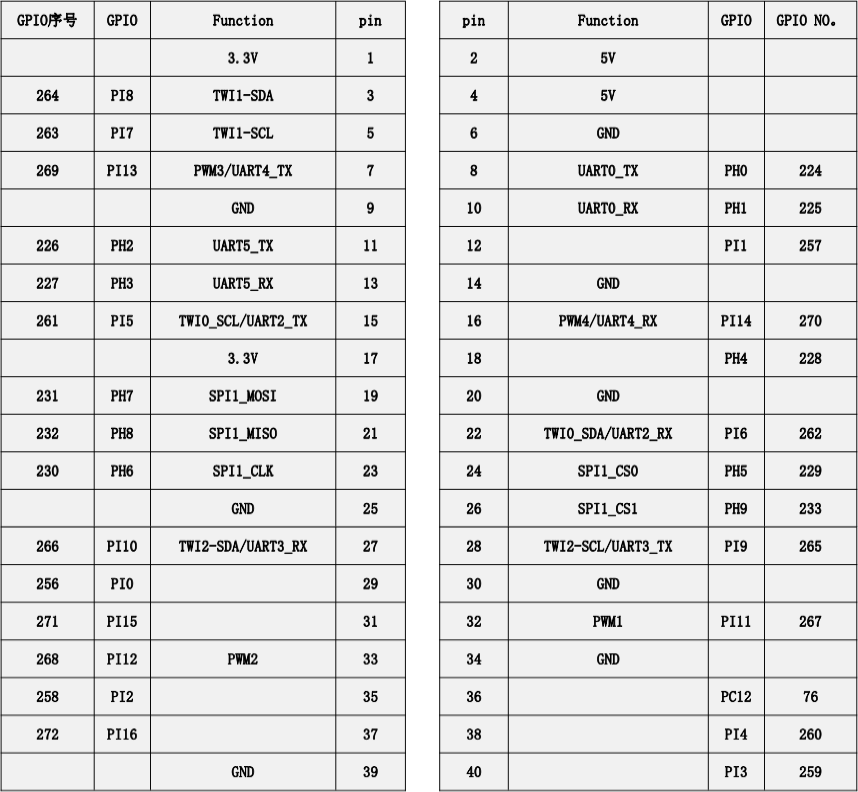 GPIO序号 GPIO Function pin pin Function GPIO GPIO NO.
3.3V 1 2 5V
264 PI8 TWI1-SDA 3 4 5V
263 PI7 TWI1-SCL 5 6 GND
269 PI13 PWM3/UART4_TX 7 8 UART0_TX PH0 224
GND 9 10 UART0_RX PH1 225
226 PH2 UART5_TX 11 12 PI1 257
227 PH3 UART5_RX 13 14 GND
261 PI5 TWI0_SCL/UART2_TX 15 16 PWM4/UART4_RX PI14 270
3.3V 17 18 PH4 228
231 PH7 SPI1_MOSI 19 20 GND
232 PH8 SPI1_MISO 21 22 TWI0_SDA/UART2_RX PI6 262
230 PH6 SPI1_CLK 23 24 SPI1_CS0 PH5 229
GND 25 26 SPI1_CS1 PH9 233
266 PI10 TWI2-SDA/UART3_RX 27 28 TWI2-SCL/UART3_TX PI9 265
256 PI0 29 30 GND
271 PI15 31 32 PWM1 PI11 267
268 PI12 PWM2 33 34 GND
258 PI2 35 36 PC12 76
272 PI16 37 38 PI4 260
GND 39 40 PI3 259